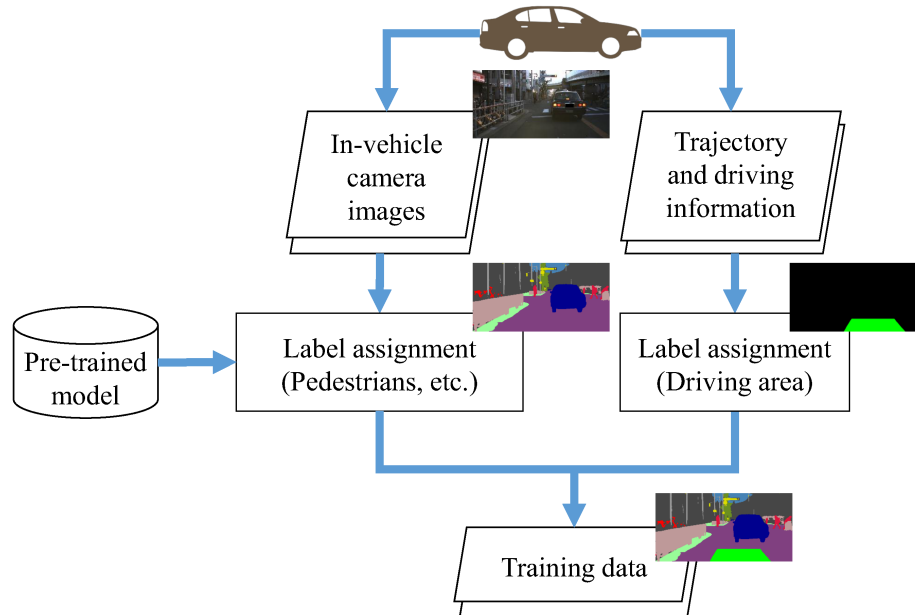 In-vehicle
camera
images
Trajectory
and driving
information
Pre-trained
model
Label assignment
(Pedestrians, etc.)
Label assignment
(Driving area)
Training data